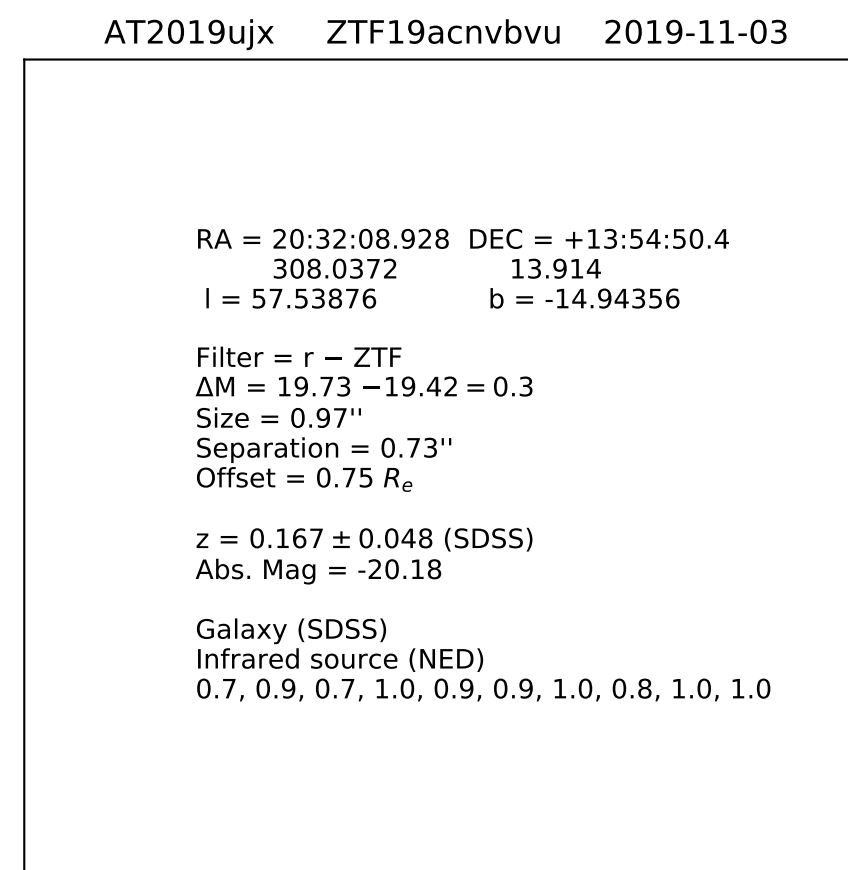 AT2019ujx ZTF19acnvbvu 2019-11-03
RA = 20:32:08.928 DEC = +13:54:50.4
308.0372 13.914
l = 57.53876 b = -14.94356
Filter = r − ZTF
ΔM = 19.73 −19.42 = 0.3
Size = 0.97''
Separation = 0.73''
Offset = 0.75 Re
z = 0.167 ± 0.048 (SDSS)
Abs. Mag = -20.18
Galaxy (SDSS)
Infrared source (NED)
0.7, 0.9, 0.7, 1.0, 0.9, 0.9, 1.0, 0.8, 1.0, 1.0